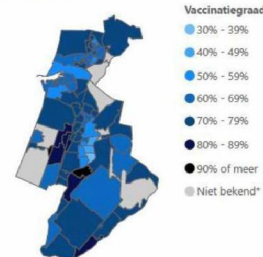 Vaccinatiegraad
30% - 39%
40% - 49%
50% - 59%
60% - 69%
70% - 79%
80% - 89%
90% of meer
Niet bekend*